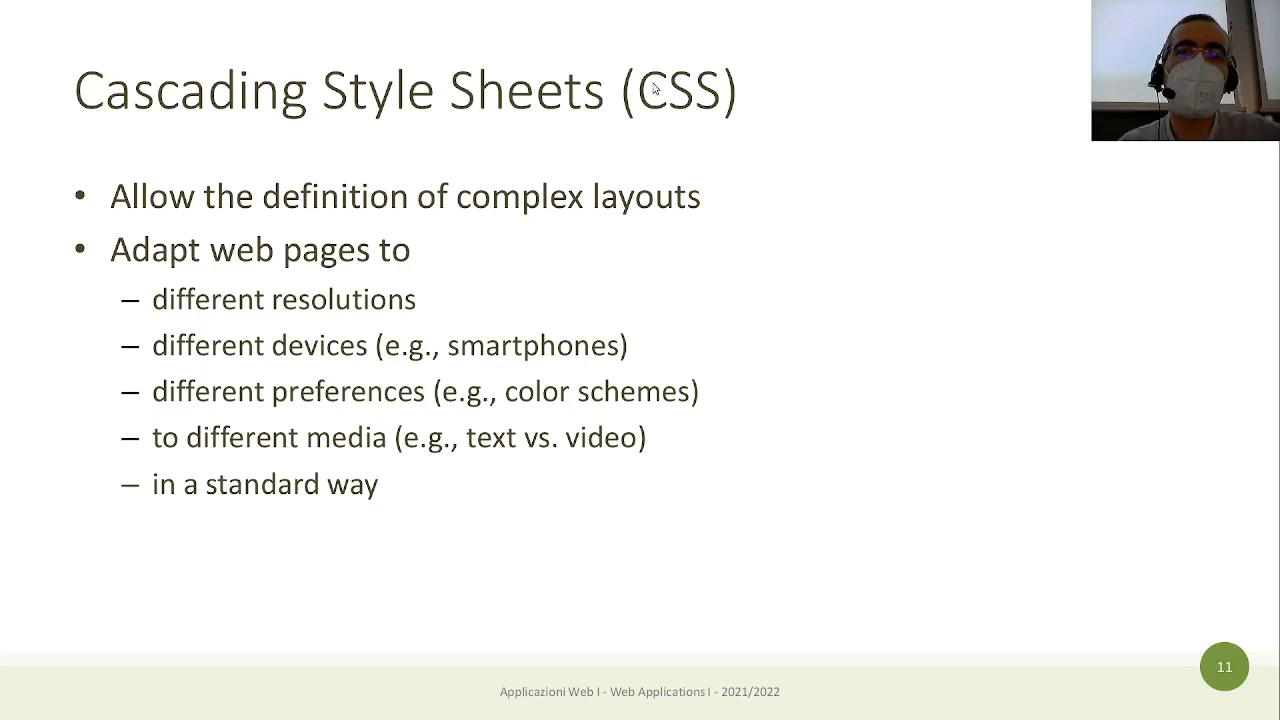 Cascading Style Sheets (CSS)
• Allow the definition of complex layouts
• Adapt web pages to
– different resolutions
– different devices (e.g., smartphones)
– different preferences (e.g., color schemes)
– to different media (e.g., text vs. video)
– in a standard way
Applicazioni Web I - Web Applications I - 2021/2022
11